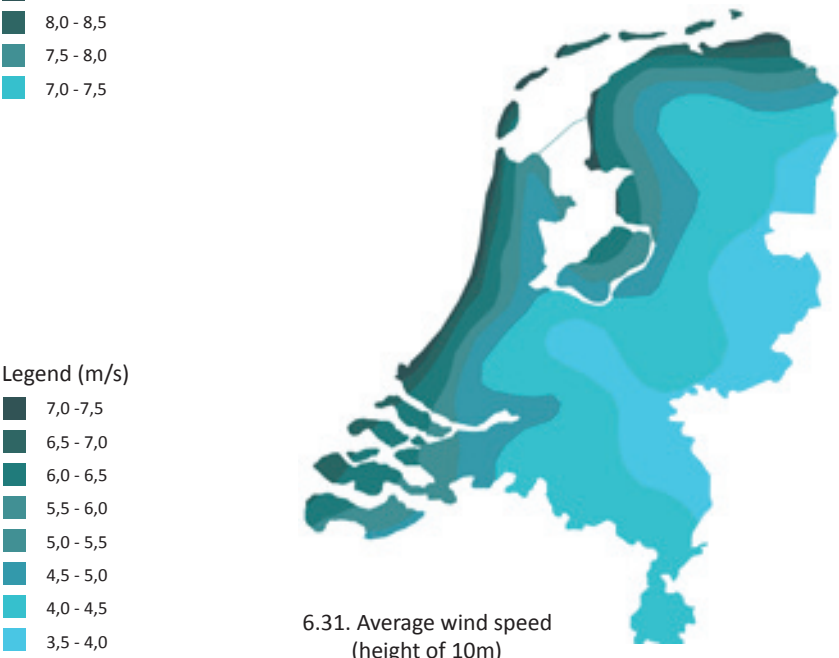 8,0 - 8,5
7,5 - 8,0
7,0 - 7,5
Legend (m/s)
7,0 -7,5
6,5 - 7,0
6,0 - 6,5
5,5 - 6,0
5,0 - 5,5
4,5 - 5,0
4,0 - 4,5
3,5 - 4,0
6.31. Average wind speed
(height of 10m)